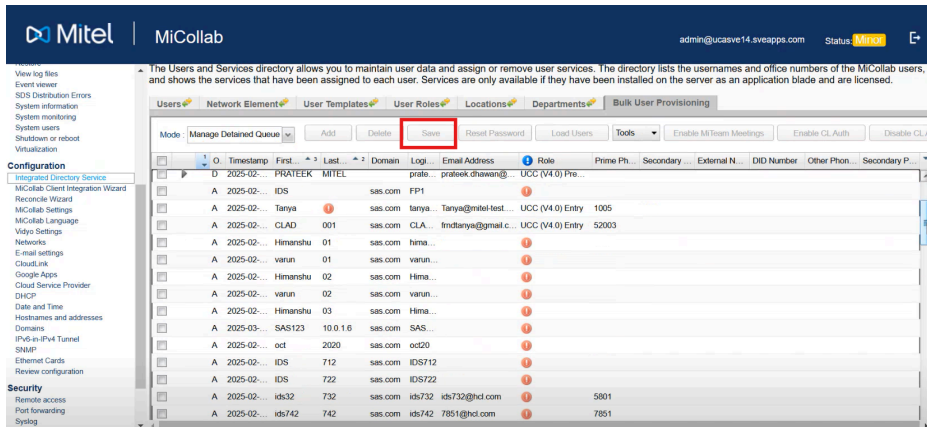 Mitel | MiCollab
admin@ucasve14.sveapps.com Status: Minor
View log files
Event viewer
SDS Distribution Errors
System information
System monitoring
System users
Shutdown or reboot
Virtualization
Configuration
Integrated Directory Service
MiCollab Client Integration Wizard
Reconcile Wizard
MiCollab Settings
MiCollab Language
Vidyo Settings
Networks
E-mail settings
CloudLink
Google Apps
Cloud Service Provider
DHCP
Date and Time
Hostnames and addresses
Domains
IPv6-in-IPv4 Tunnel
SNMP
Ethernet Cards
Review configuration
Security
Remote access
Port forwarding
Syslog
The Users and Services directory allows you to maintain user data and assign or remove user services. The directory lists the usernames and office numbers of the MiCollab users,
and shows the services that have been assigned to each user. Services are only available if they have been installed on the server as an application blade and are licensed.
Users Network Element User Templates User Roles Locations Departments Bulk User Provisioning
Mode: Manage Detained Queue Add Delete Save Reset Password Load Users Tools Enable MiTeam Meetings Enable CL Auth Disable CL
1 O. Timestamp First... 3 Last... 2 Domain Logi... Email Address Role Prime Ph... Secondary ... External N... DID Number Other Phon... Secondary P...
D 2025-02-... PRATEEK MITEL prate... prateek.dhawan@... UCC (V4.0) Pre...
A 2025-02-... IDS sas.com FP1
A 2025-02-... Tanya sas.com tanya... Tanya@mitel-test.... UCC (V4.0) Entry 1005
A 2025-02-... CLAD 001 sas.com CLA... frndtanya@gmail.c... UCC (V4.0) Entry 52003
A 2025-02-... Himanshu 01 sas.com hima...
A 2025-02-... varun 01 sas.com varun...
A 2025-02-... Himanshu 02 sas.com Hima...
A 2025-02-... varun 02 sas.com varun...
A 2025-02-... Himanshu 03 sas.com Hima...
A 2025-03-... SAS123 10.0.1.6 sas.com SAS...
A 2025-02-... oct 2020 sas.com oct20
A 2025-02-... IDS 712 sas.com IDS712
A 2025-02-... IDS 722 sas.com IDS722
A 2025-02-... ids32 732 sas.com ids732 ids732@hcl.com 5801
A 2025-02-... ids742 742 sas.com ids742 7851@hcl.com 7851